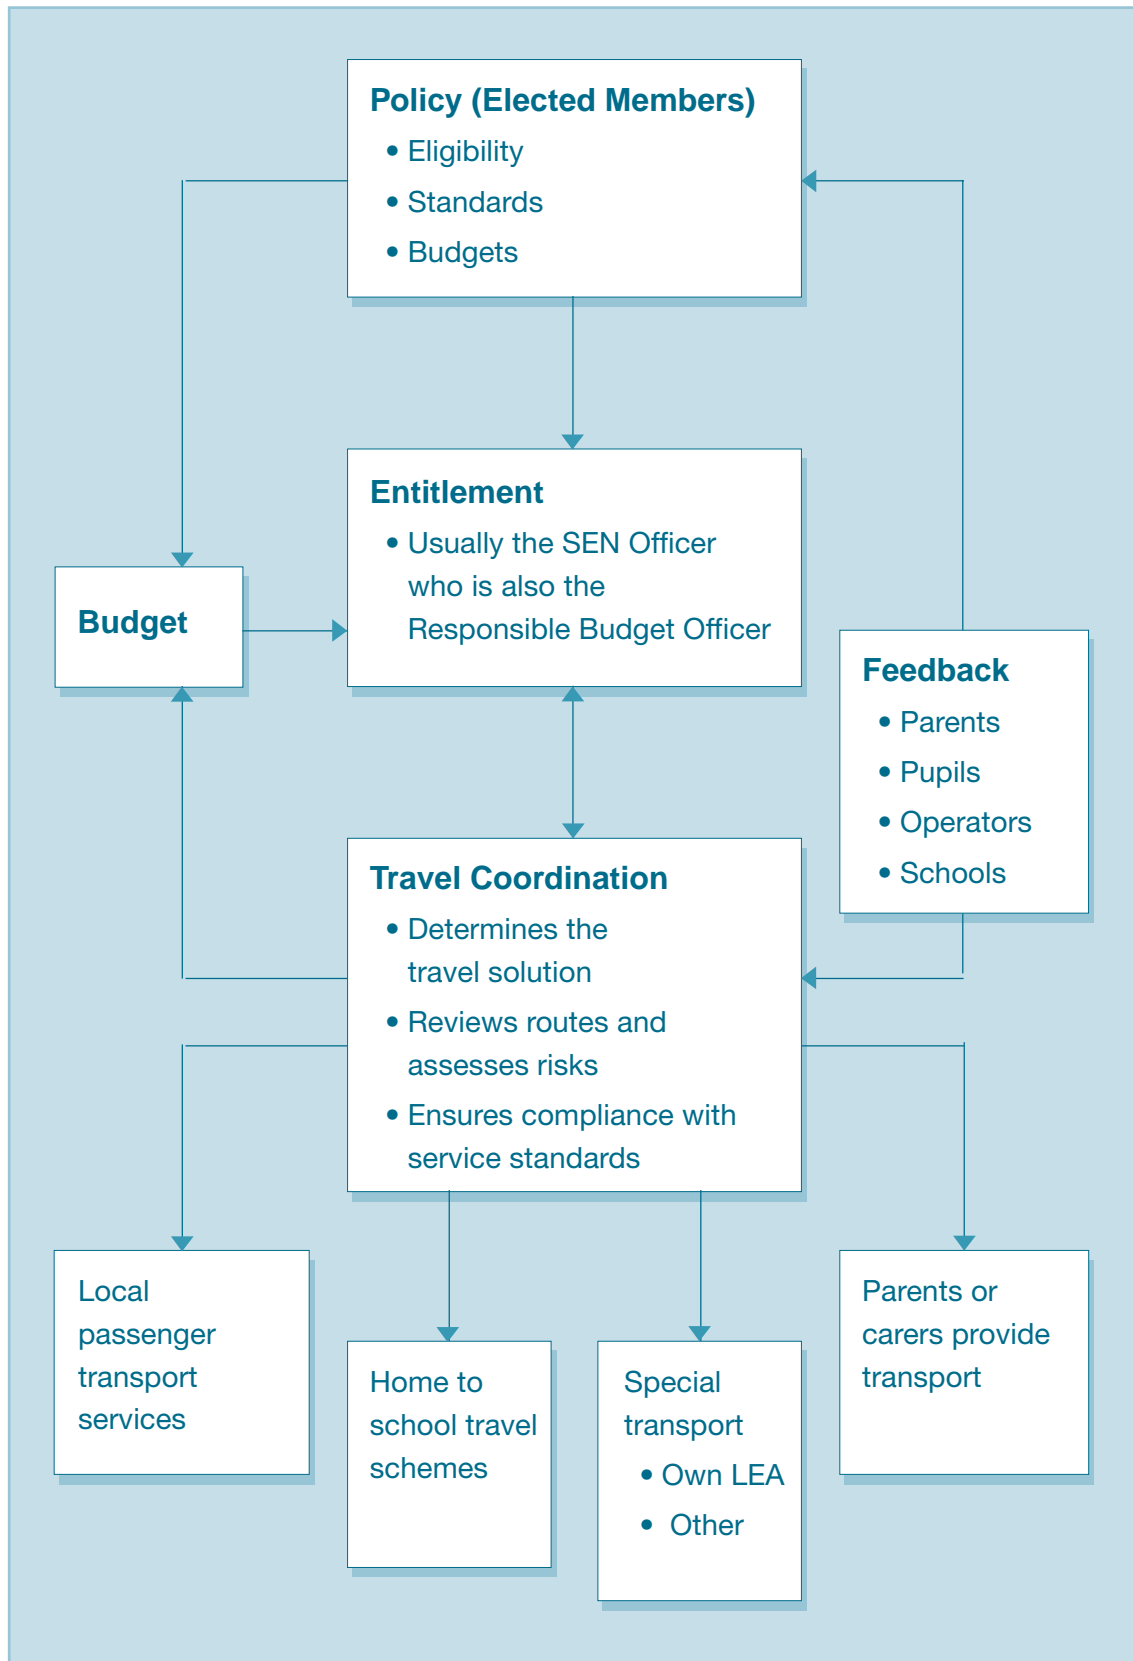 Policy (Elected Members)
• Eligibility
• Standards
• Budgets
Entitlement
• Usually the SEN Officer
who is also the
Responsible Budget Officer
Budget
Feedback
• Parents
• Pupils
• Operators
• Schools
Travel Coordination
• Determines the
travel solution
• Reviews routes and
assesses risks
• Ensures compliance with
service standards
Local
passenger
transport
services
Home to
school travel
schemes
Special
transport
• Own LEA
• Other
Parents or
carers provide
transport